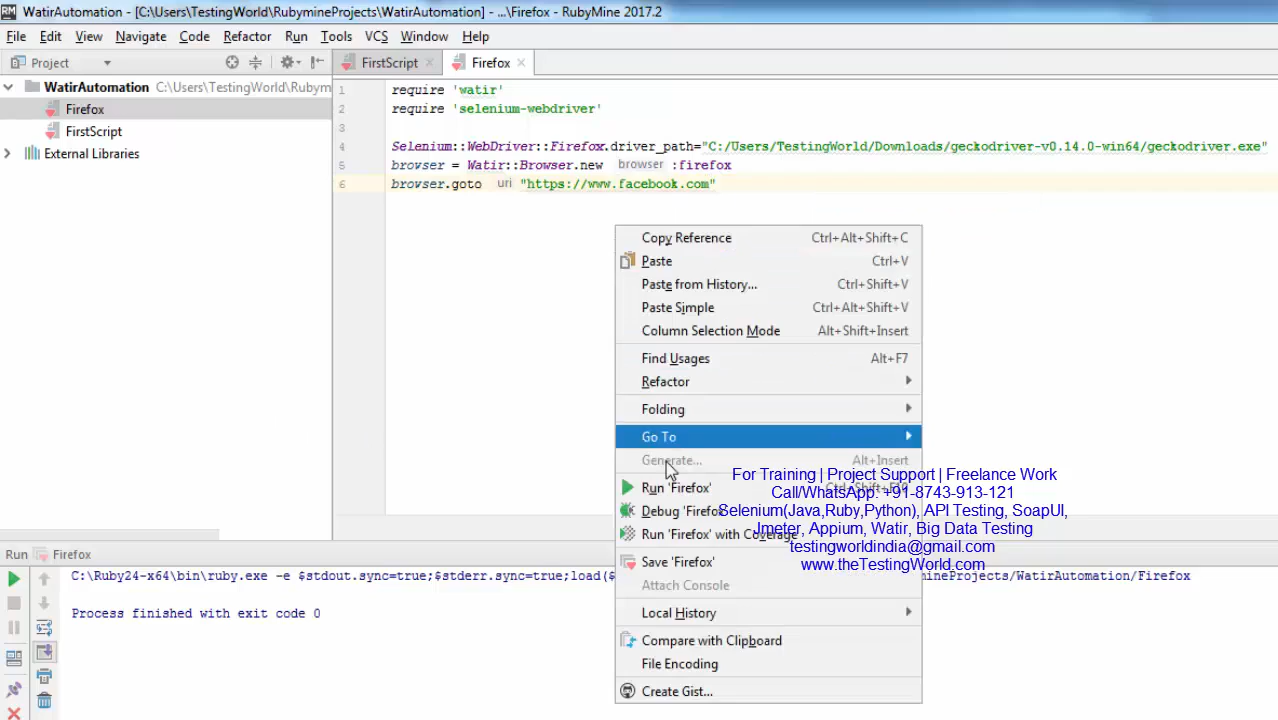 WatirAutomation - [C:\Users\TestingWorld\RubymineProjects\WatirAutomation] - ...\Firefox - RubyMine 2017.2
File Edit View Navigate Code Refactor Run Tools VCS Window Help
Project
FirstScript
Firefox
WatirAutomation C:\Users\TestingWorld\Rubym
Firefox
FirstScript
External Libraries
1 require 'watir'
2 require 'selenium-webdriver'
3
4 Selenium::WebDriver::Firefox.driver_path="C:/Users/TestingWorld/Downloads/geckodriver-v0.14.0-win64/geckodriver.exe"
5 browser = Watir::Browser.new browser :firefox
6 browser.goto uri "https://www.facebook.com"
Copy Reference Ctrl+Alt+Shift+C
Paste Ctrl+V
Paste from History... Ctrl+Shift+V
Paste Simple Ctrl+Alt+Shift+V
Column Selection Mode Alt+Shift+Insert
Find Usages Alt+F7
Refactor
Folding
Go To
Generate... Alt+Insert
Run 'Firefox'
Debug 'Firefox'
Run 'Firefox' with Coverage
Save 'Firefox'
Attach Console
Local History
Compare with Clipboard
File Encoding
Create Gist...
For Training | Project Support | Freelance Work
Call/WhatsApp: +91-8743-913-121
Selenium(Java,Ruby,Python), API Testing, SoapUI,
Jmeter, Appium, Watir, Big Data Testing
testingworldindia@gmail.com
www.theTestingWorld.com
Run Firefox
C:\Ruby24-x64\bin\ruby.exe -e $stdout.sync=true;$stderr.sync=true;load($ mineProjects/WatirAutomation/Firefox
Process finished with exit code 0